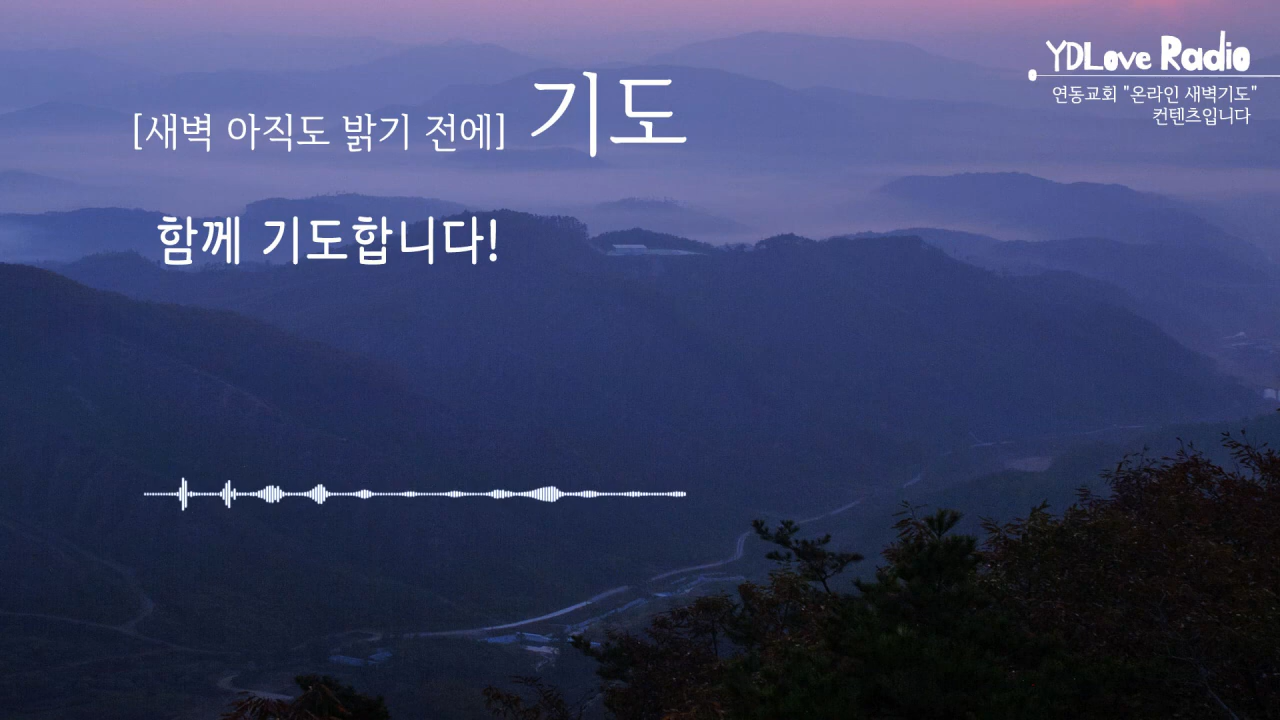 YDLove Radio
연동교회 "온라인 새벽기도"
컨텐츠입니다
[새벽 아직도 밝기 전에] 기도
함께 기도합니다!